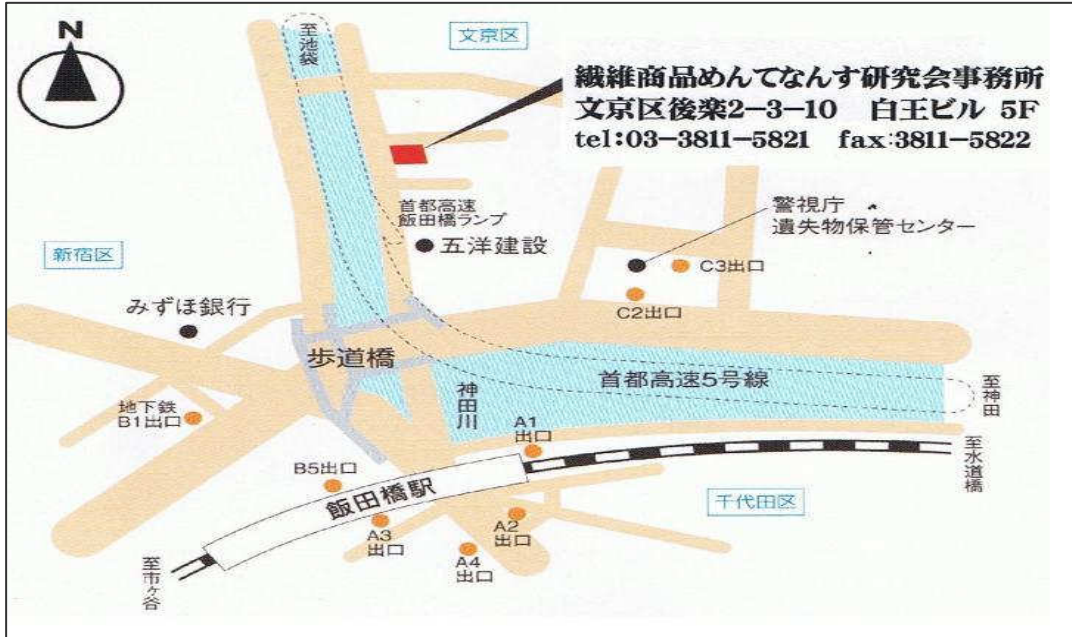 N
至池袋
文京区
繊維商品めんてなんす研究会事務所
文京区後楽2-3-10 白王ビル 5F
tel:03-3811-5821 fax:3811-5822
首都高速
飯田橋ランプ
五洋建設
警視庁
遺失物保管センター
新宿区
C3出口
みずほ銀行
C2出口
歩道橋
首都高速5号線
神田川
至神田
地下鉄
B1出口
A1
出口
至水道橋
B5出口
飯田橋駅
千代田区
A3
出口
A2
出口
A4
出口
至市ヶ谷